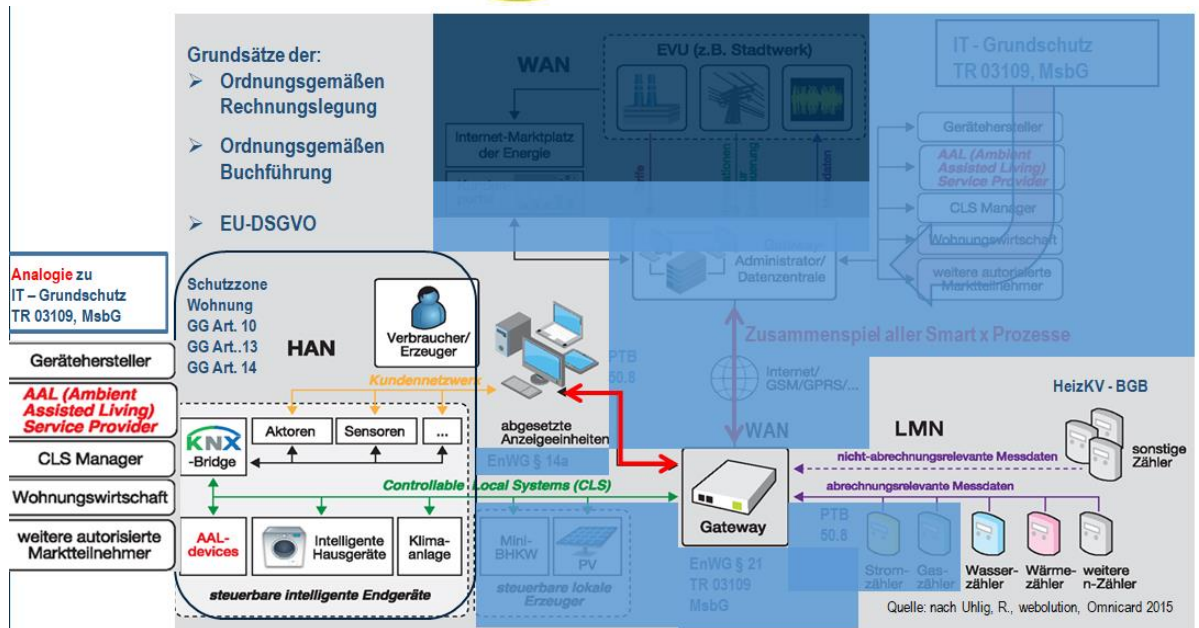 Grundsätze der:
➢ Ordnungsgemäßen
Rechnungslegung
➢ Ordnungsgemäßen
Buchführung
➢ EU-DSGVO
WAN
EVU (z.B. Stadtwerk)
Internet-Marktplatz
der Energie
IT - Grundschutz
TR 03109, MsbG
Gerätehersteller
AAL (Ambient
Assisted Living)
Service Provider
CLS Manager
Wohnungswirtschaft
weitere autorisierte
Marktteilnehmer
Gateway
Administrator/
Datenzentrale
Analogie zu
IT – Grundschutz
TR 03109, MsbG
Gerätehersteller
AAL (Ambient
Assisted Living)
Service Provider
CLS Manager
Wohnungswirtschaft
weitere autorisierte
Marktteilnehmer
Schutzzone
Wohnung
GG Art. 10
GG Art..13
GG Art. 14
HAN
Verbraucher/
Erzeuger
Kundennetzwerk
KNX
-Bridge
Aktoren
Sensoren
...
abgesetzte
Anzeigeeinheiten
EnWG § 14a
PTB
50.8
Zusammenspiel aller Smart x Prozesse
Internet/
GSM/GPRS/...
WAN
LMN
HeizKV - BGB
sonstige
Zähler
nicht-abrechnungsrelevante Messdaten
abrechnungsrelevante Messdaten
Controllable Local Systems (CLS)
Gateway
AAL-
devices
Intelligente
Hausgeräte
Klima-
anlage
steuerbare intelligente Endgeräte
Mini-
BHKW
PV
steuerbare lokale
Erzeuger
EnWG § 21
TR 03109
MsbG
PTB
50.8
Strom-
zähler
Gas-
zähler
Wasser-
zähler
Wärme-
zähler
weitere
n-Zähler
Quelle: nach Uhlig, R., webolution, Omnicard 2015